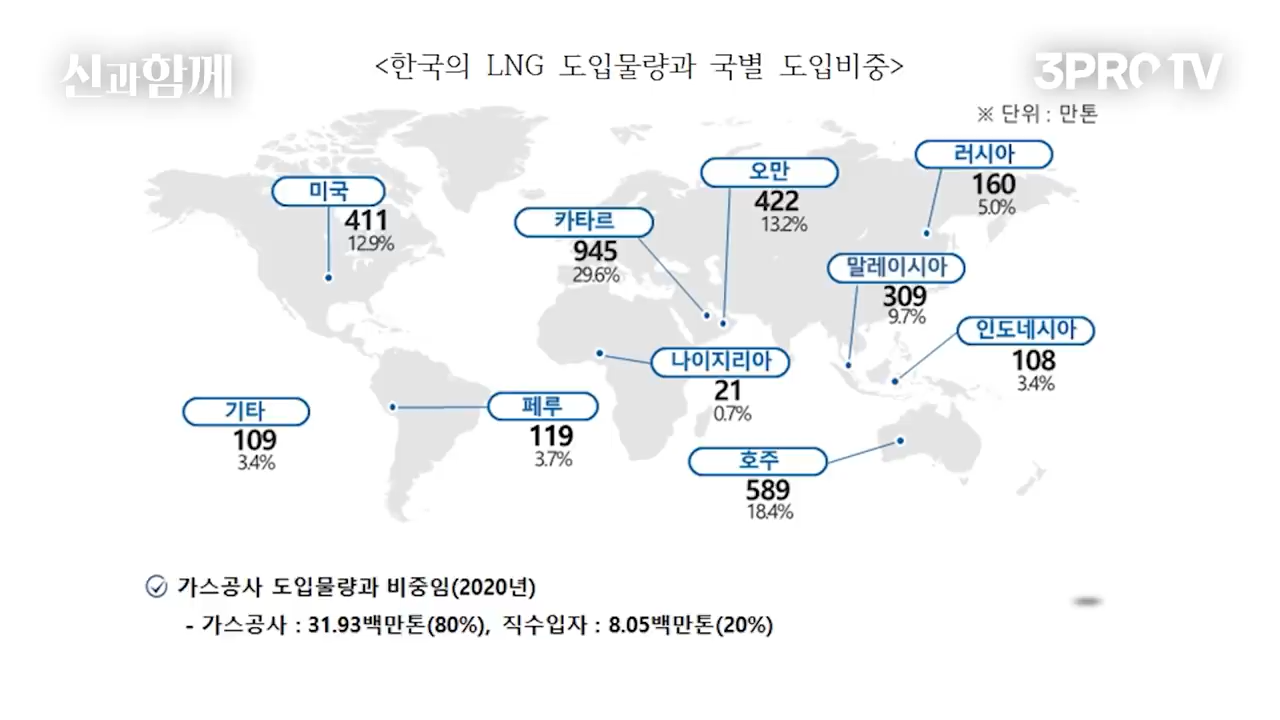 신과함께
3PROTV
<한국의 LNG 도입물량과 국별 도입비중>
※ 단위 : 만톤
미국
411
12.9%
카타르
945
29.6%
오만
422
13.2%
러시아
160
5.0%
말레이시아
309
9.7%
인도네시아
108
3.4%
나이지리아
21
0.7%
기타
109
3.4%
페루
119
3.7%
호주
589
18.4%
가스공사 도입물량과 비중임(2020년)
- 가스공사 : 31.93백만톤(80%), 직수입자 : 8.05백만톤(20%)